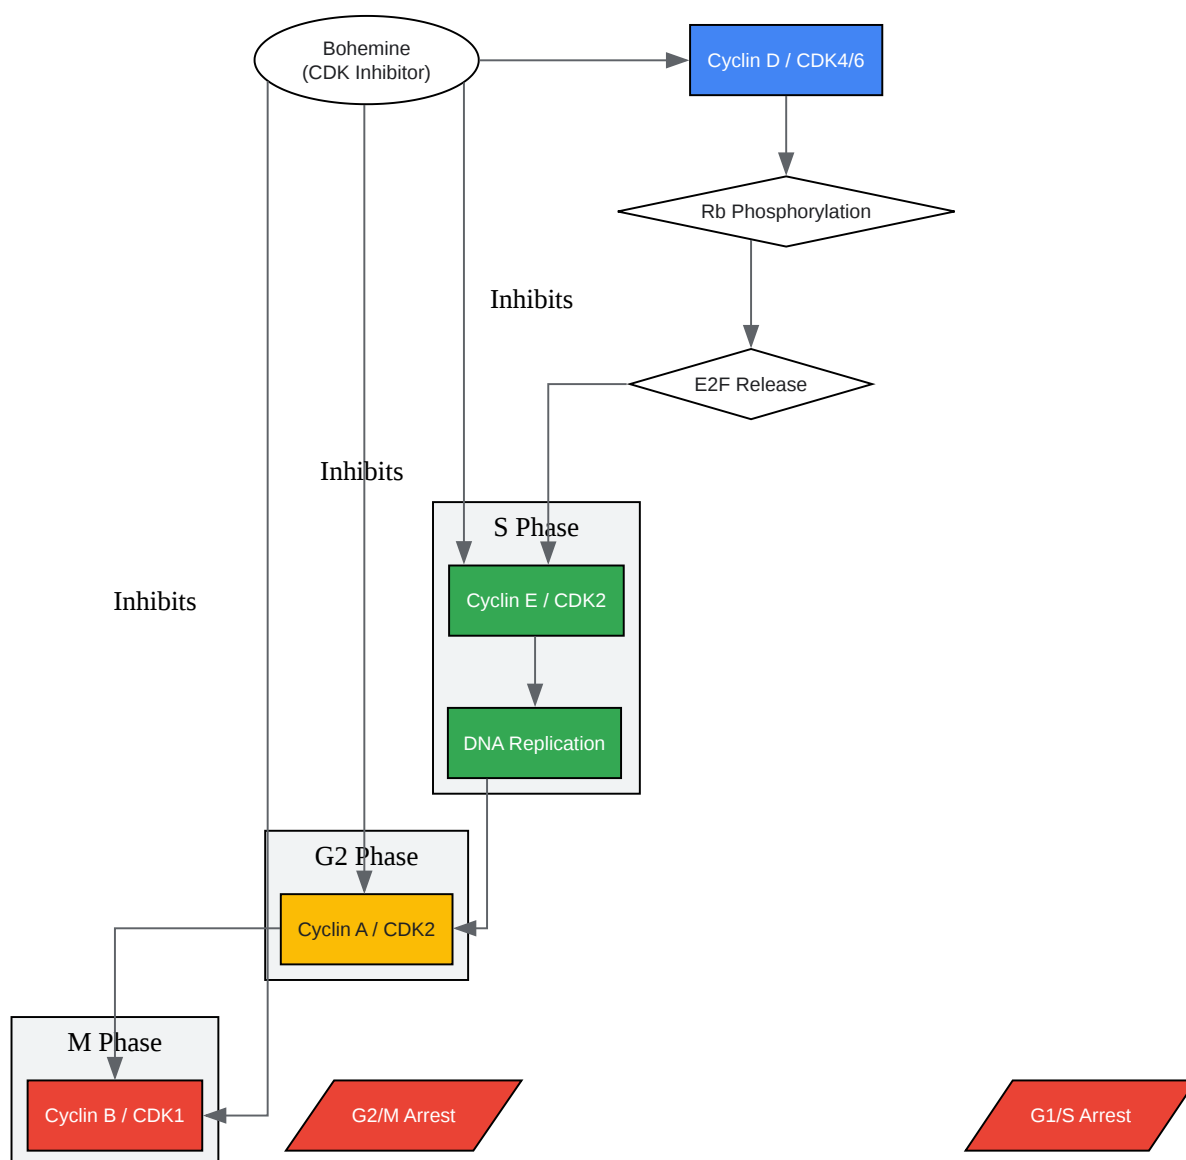 Bohemine
(CDK Inhibitor)
Cyclin D / CDK4/6
Rb Phosphorylation
Inhibits
E2F Release
Inhibits
S Phase
Cyclin E / CDK2
Inhibits
DNA Replication
G2 Phase
Cyclin A / CDK2
M Phase
Cyclin B / CDK1
G2/M Arrest
G1/S Arrest